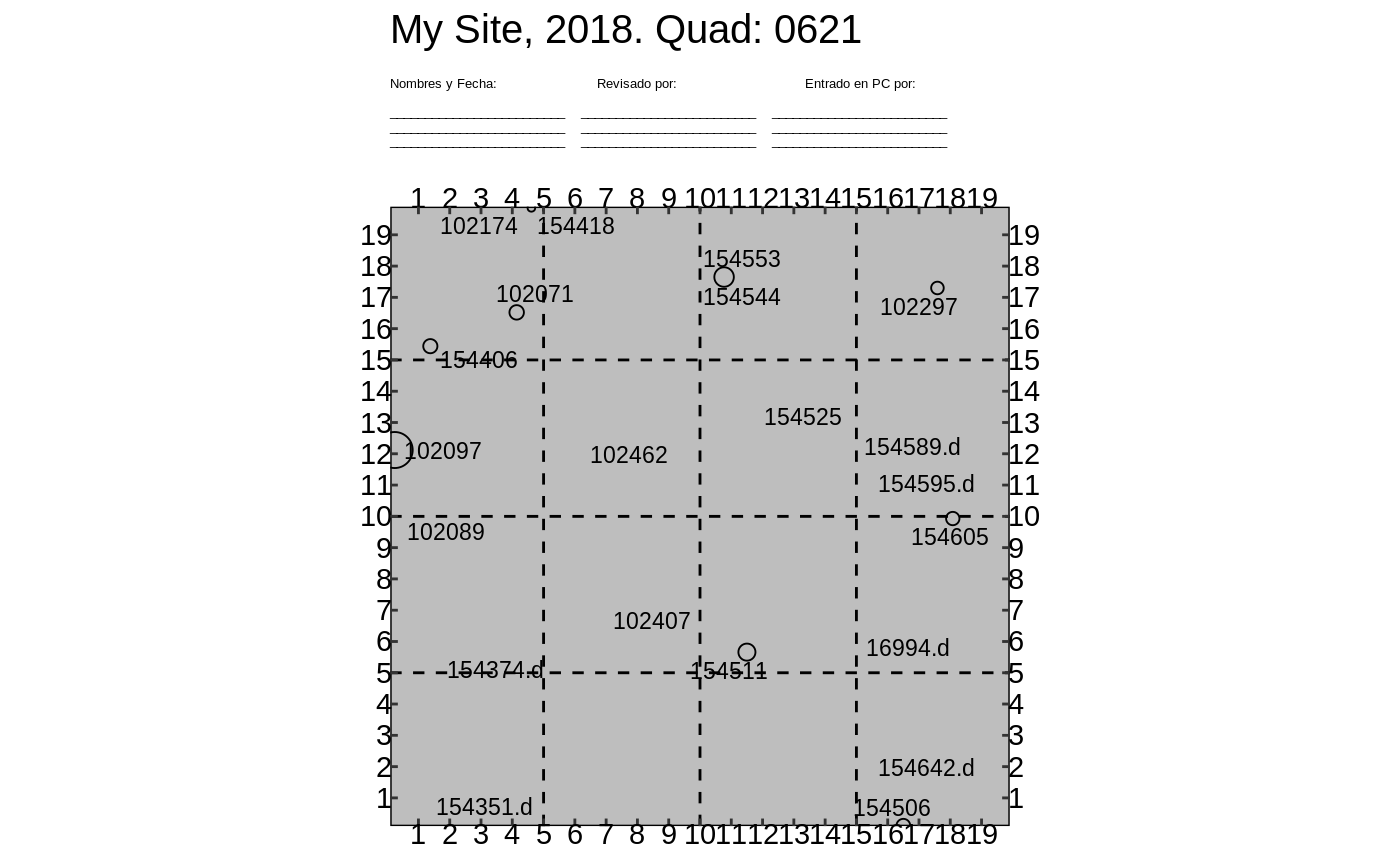 My Site, 2018. Quad: 0621
Nombres y Fecha: Revisado por: Entrado en PC por:
1 2 3 4 5 6 7 8 9 10 11 12 13 14 15 16 17 18 19
102174 154418
19 19
154553
18 18
102071 154544
17 17
102297
16 16
154406
15 15
14 14
154525
13 13
154589.d
102097 102462
12 12
154595.d
11 11
10 10
102089 154605
9 9
8 8
7 7
102407
6 6
16994.d
154374.d 154511
5 5
4 4
3 3
154642.d
2 2
154351.d 154506
1 1
1 2 3 4 5 6 7 8 9 10 11 12 13 14 15 16 17 18 19